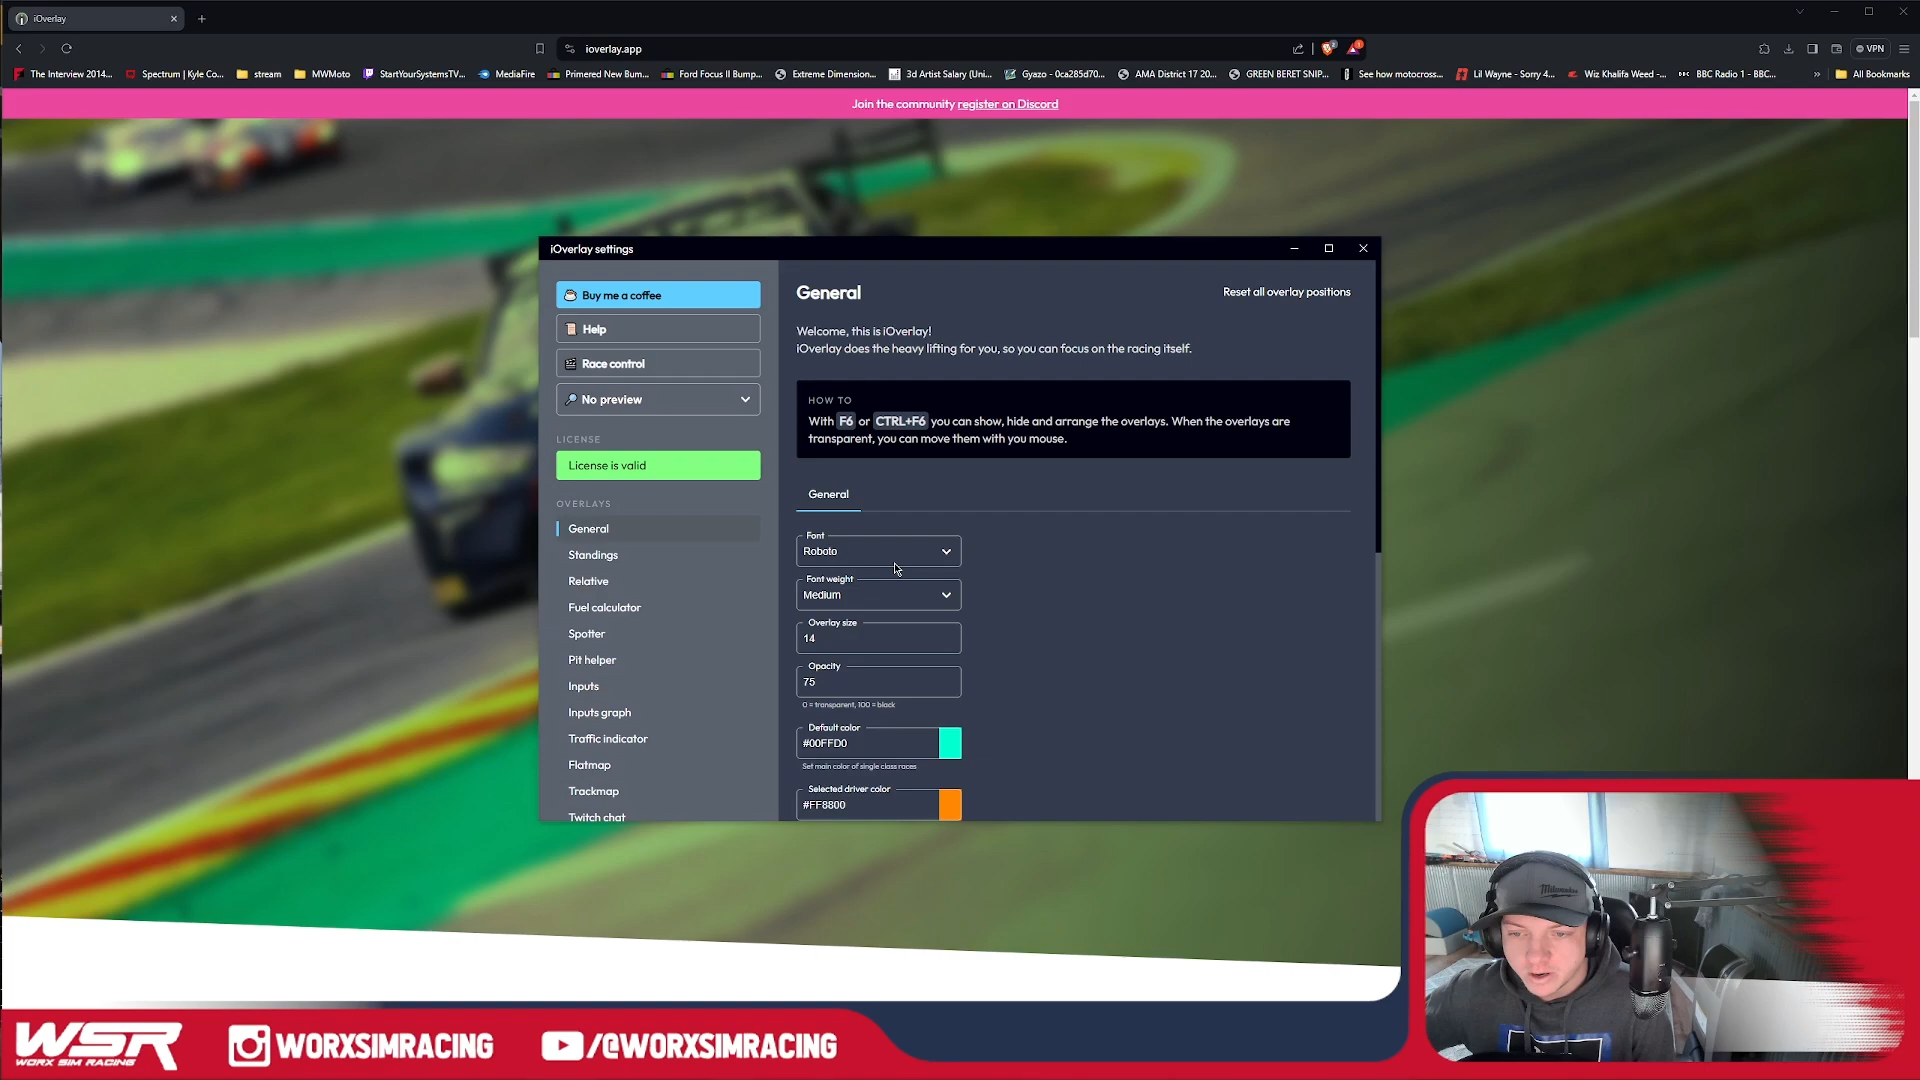 iOverlay
ioverlay.app
VPN
The Interview 2014...
Spectrum | Kyle Co...
stream
MWMoto
StartYourSystemsTV...
MediaFire
Primered New Bum...
Ford Focus II Bump...
Extreme Dimension...
3d Artist Salary (Uni...
Gyazo - 0ca285d70...
AMA District 17 20...
GREEN BERET SNIP...
See how motocross...
Lil Wayne - Sorry 4...
Wiz Khalifa Weed -...
BBC Radio 1 - BBC...
All Bookmarks
Join the community register on Discord
iOverlay settings
Buy me a coffee
Help
Race control
No preview
LICENSE
License is valid
OVERLAYS
General
Standings
Relative
Fuel calculator
Spotter
Pit helper
Inputs
Inputs graph
Traffic indicator
Flatmap
Trackmap
Twitch chat
General
Reset all overlay positions
Welcome, this is iOverlay!
iOverlay does the heavy lifting for you, so you can focus on the racing itself.
HOW TO
With F6 or CTRL+F6 you can show, hide and arrange the overlays. When the overlays are
transparent, you can move them with you mouse.
General
Font
Roboto
Font weight
Medium
Overlay size
14
Opacity
75
0 = transparent, 100 = black
Default color
#00FFD0
Set main color of single class races
Selected driver color
#FF8800
Milwaukee
WSR
WORX SIM RACING
WORXSIMRACING
/@WORXSIMRACING